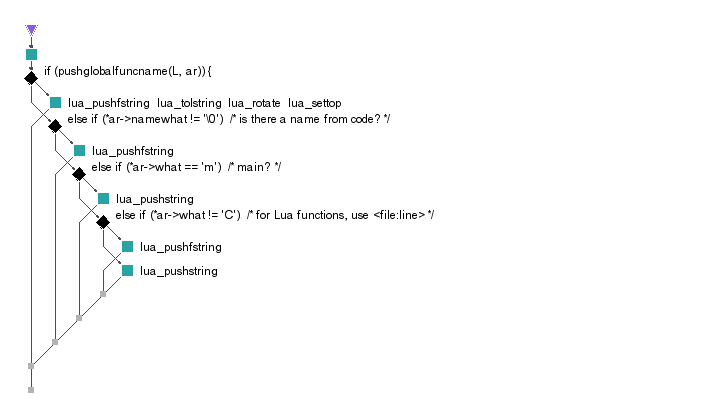 if (pushglobalfuncname(L, ar)) {
lua_pushfstring  lua_tolstring  lua_rotate  lua_settop
else if (*ar->namewhat != '\0')  /* is there a name from code? */
lua_pushfstring
else if (*ar->what == 'm')  /* main? */
lua_pushstring
else if (*ar->what != 'C')  /* for Lua functions, use <file:line> */
lua_pushfstring
lua_pushstring